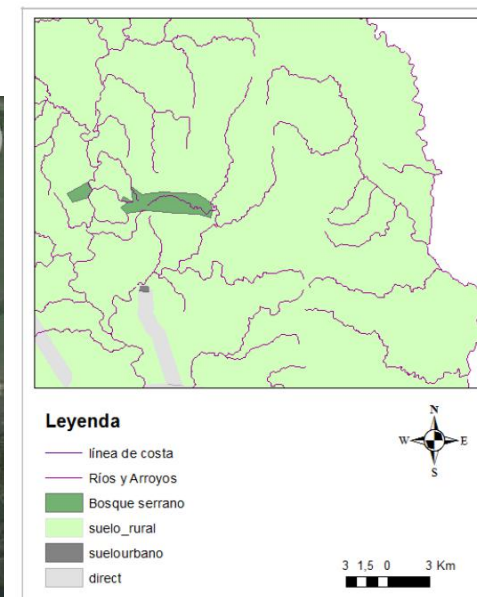 Leyenda
línea de costa
Ríos y Arroyos
Bosque serrano
suelo_rural
suelourbano
direct
N
W E
S
3 1,5 0 3 Km